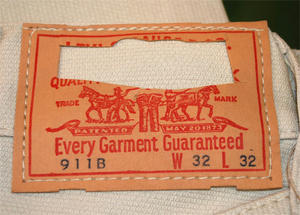 QUALITY
TRADE MARK
PATENTED MAY 20 1873
Every Garment Guaranteed
911B W 32 L 32